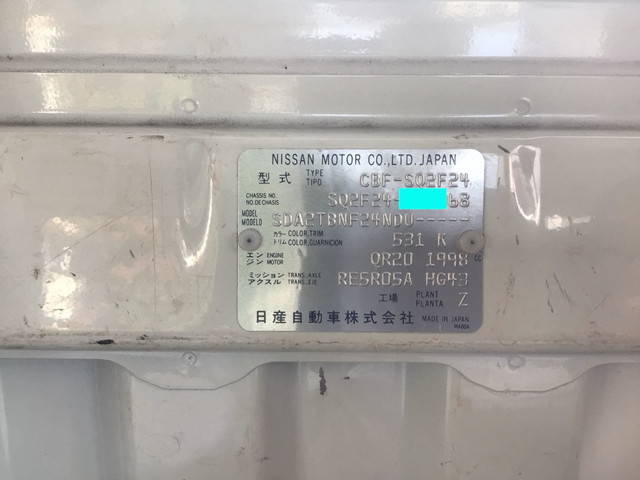 NISSAN MOTOR CO., LTD. JAPAN
型式 TYPE TIPO CBF-SQ2F24
CHASSIS NO. NO. DE CHASIS SQ2F24- 68
MODEL MODELO SDA2TBNF24NDU-----
カラー トリム COLOR, TRIM COLOR, GUARNICION 531 K
エンジン ENGINE MOTOR QR20 1998 CC
ミッション アクスル TRANS. AXLE TRANS. EJE RE5R05A HG43
工場 PLANT PLANTA Z
日産自動車株式会社 MADE IN JAPAN